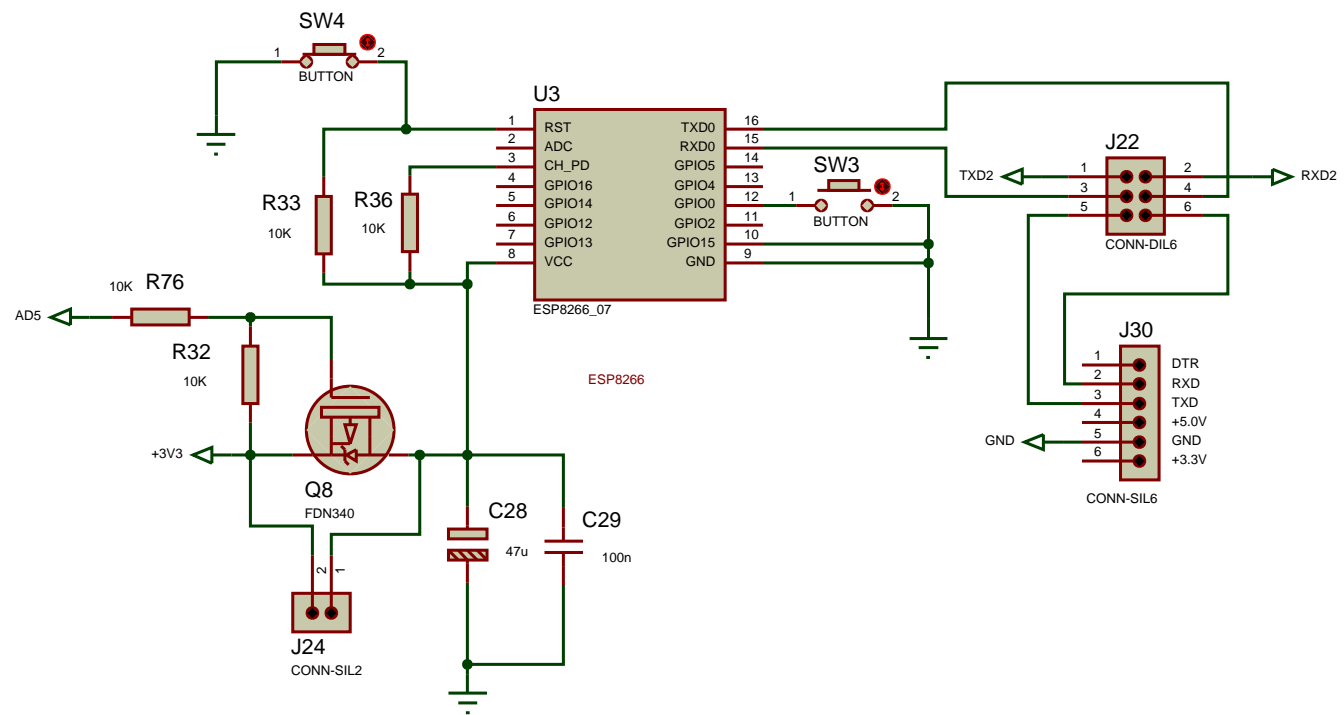 SW4
1 2
BUTTON
U3
1 RST TXD0 16
2 ADC RXD0 15
3 CH_PD GPIO5 14
4 GPIO16 GPIO4 13
5 GPIO14 GPIO0 12
6 GPIO12 GPIO2 11
7 GPIO13 GPIO15 10
8 VCC GND 9
ESP8266_07
ESP8266
SW3
1 2
BUTTON
R33
10K
R36
10K
J22
TXD2 1 2 RXD2
3 4
5 6
CONN-DIL6
AD5
10K R76
R32
10K
+3V3
Q8
FDN340
2 1
J24
CONN-SIL2
C28
47u
C29
100n
J30
1 DTR
2 RXD
3 TXD
4 +5.0V
GND 5 GND
6 +3.3V
CONN-SIL6